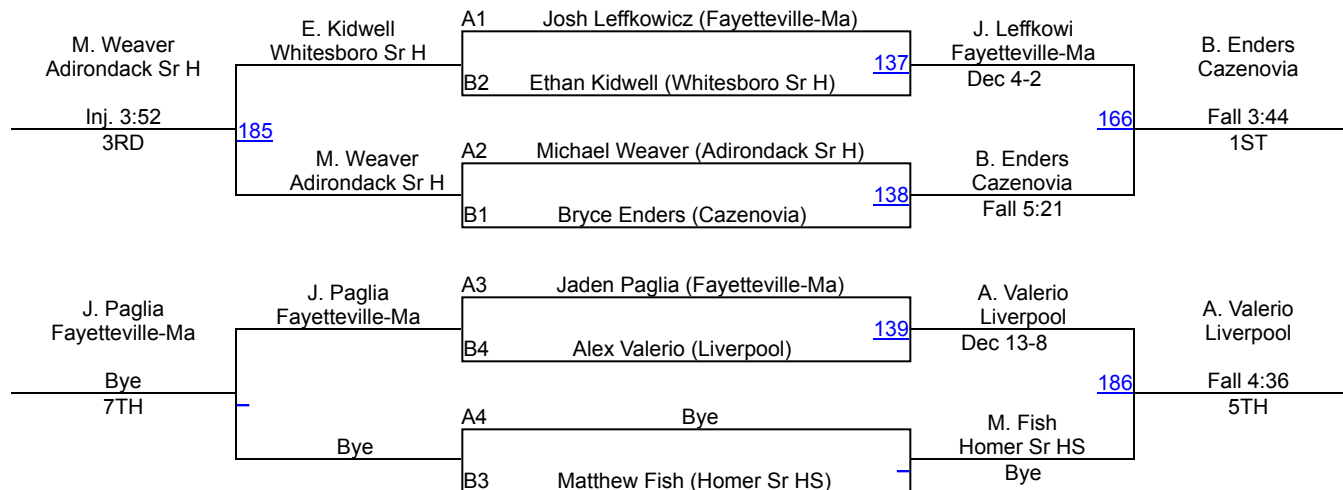 A1 Josh Leffkowicz (Fayetteville-Ma)
M. Weaver
Adirondack Sr H
E. Kidwell
Whitesboro Sr H
J. Leffkowi
Fayetteville-Ma
B. Enders
Cazenovia
137
B2 Ethan Kidwell (Whitesboro Sr H)
Dec 4-2
Inj. 3:52
3RD
185
166
Fall 3:44
1ST
M. Weaver
Adirondack Sr H
A2 Michael Weaver (Adirondack Sr H)
B. Enders
Cazenovia
138
B1 Bryce Enders (Cazenovia)
Fall 5:21
A3 Jaden Paglia (Fayetteville-Ma)
J. Paglia
Fayetteville-Ma
J. Paglia
Fayetteville-Ma
A. Valerio
Liverpool
A. Valerio
Liverpool
139
B4 Alex Valerio (Liverpool)
Dec 13-8
Bye
7TH
186
Fall 4:36
5TH
A4 Bye
Bye
M. Fish
Homer Sr HS
B3 Matthew Fish (Homer Sr HS)
Bye